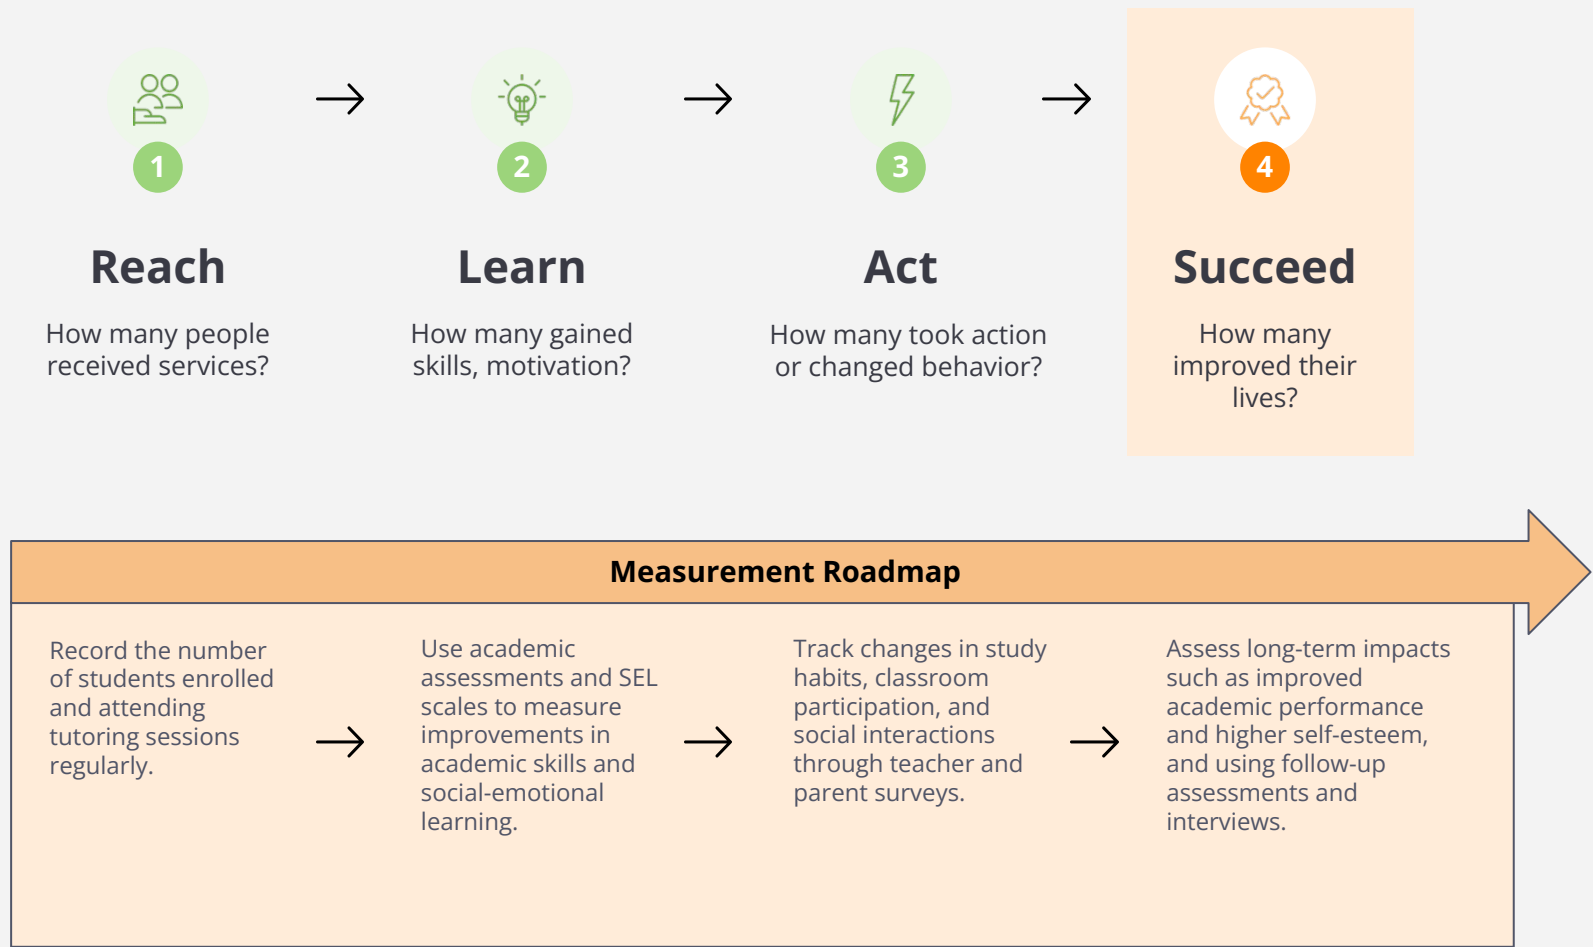 1
2
3
4
Reach
Learn
Act
Succeed
How many people
received services?
How many gained
skills, motivation?
How many took action
or changed behavior?
How many
improved their
lives?
Measurement Roadmap
Record the number
of students enrolled
and attending
tutoring sessions
regularly.
Use academic
assessments and SEL
scales to measure
improvements in
academic skills and
social-emotional
learning.
Track changes in study
habits, classroom
participation, and
social interactions
through teacher and
parent surveys.
Assess long-term impacts
such as improved
academic performance
and higher self-esteem,
and using follow-up
assessments and
interviews.